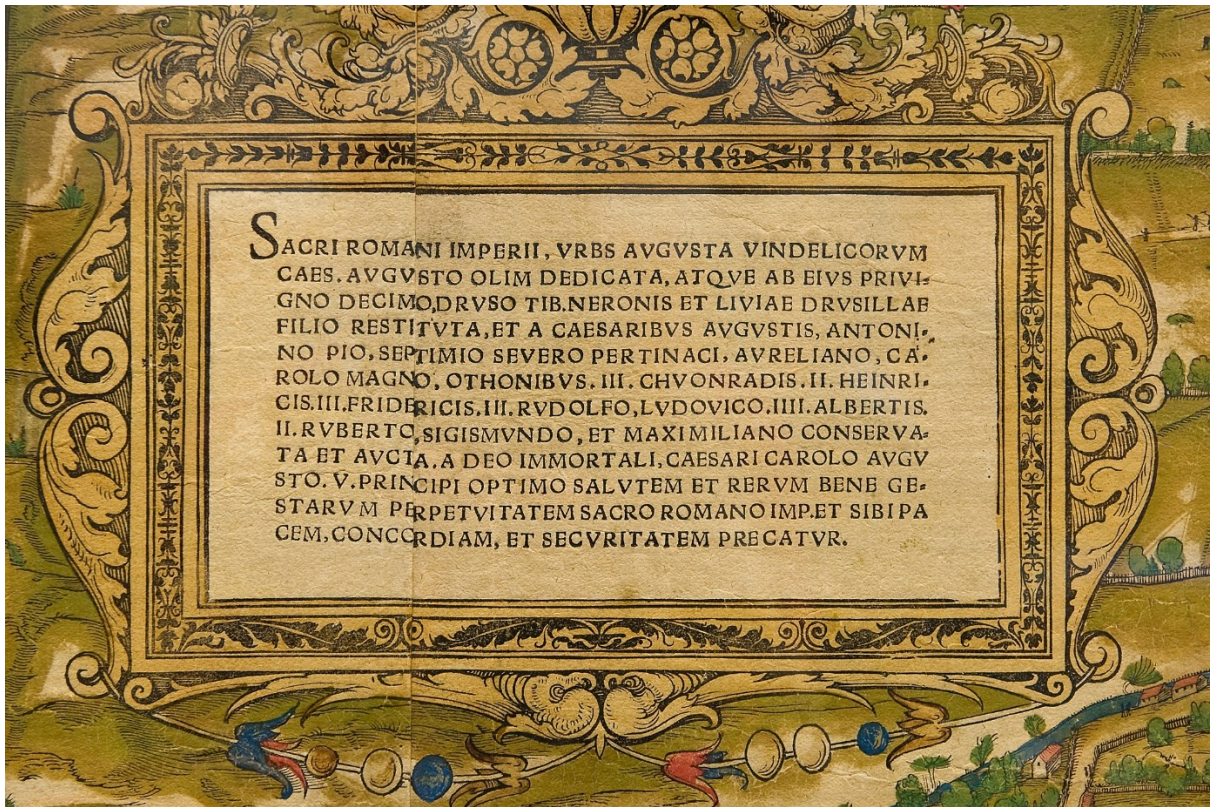 SACRI ROMANI IMPERII, VRBS AVGVSTA VINDELICORVM
CAES. AVGVSTO OLIM DEDICATA, ATQVE AB EIVS PRIVI=
GNO DECIMO, DRVSO TIB. NERONIS ET LIVIAE DRVSILLAE
FILIO RESTITVTA, ET A CAESARIBVS AVGVSTIS, ANTONI=
NO PIO, SEPTIMIO SEVERO PERTINACI, AVRELIANO, CA=
ROLO MAGNO, OTHONIBVS. III. CHVONRADIS. II. HEINRI=
CIS. III. FRIDERICIS. III. RVDOLFO, LVDOVICO. IIII. ALBERTIS.
II. RVBERTO, SIGISMVNDO, ET MAXIMILIANO CONSERVA=
TA ET AVCTA. A DEO IMMORTALI, CAESARI CAROLO AVGV
STO. V. PRINCIPI OPTIMO SALVTEM ET RERVM BENE GE=
STARVM PERPETVITATEM SACRO ROMANO IMP. ET SIBI PA
CEM, CONCORDIAM, ET SECVRITATEM PRECATVR.